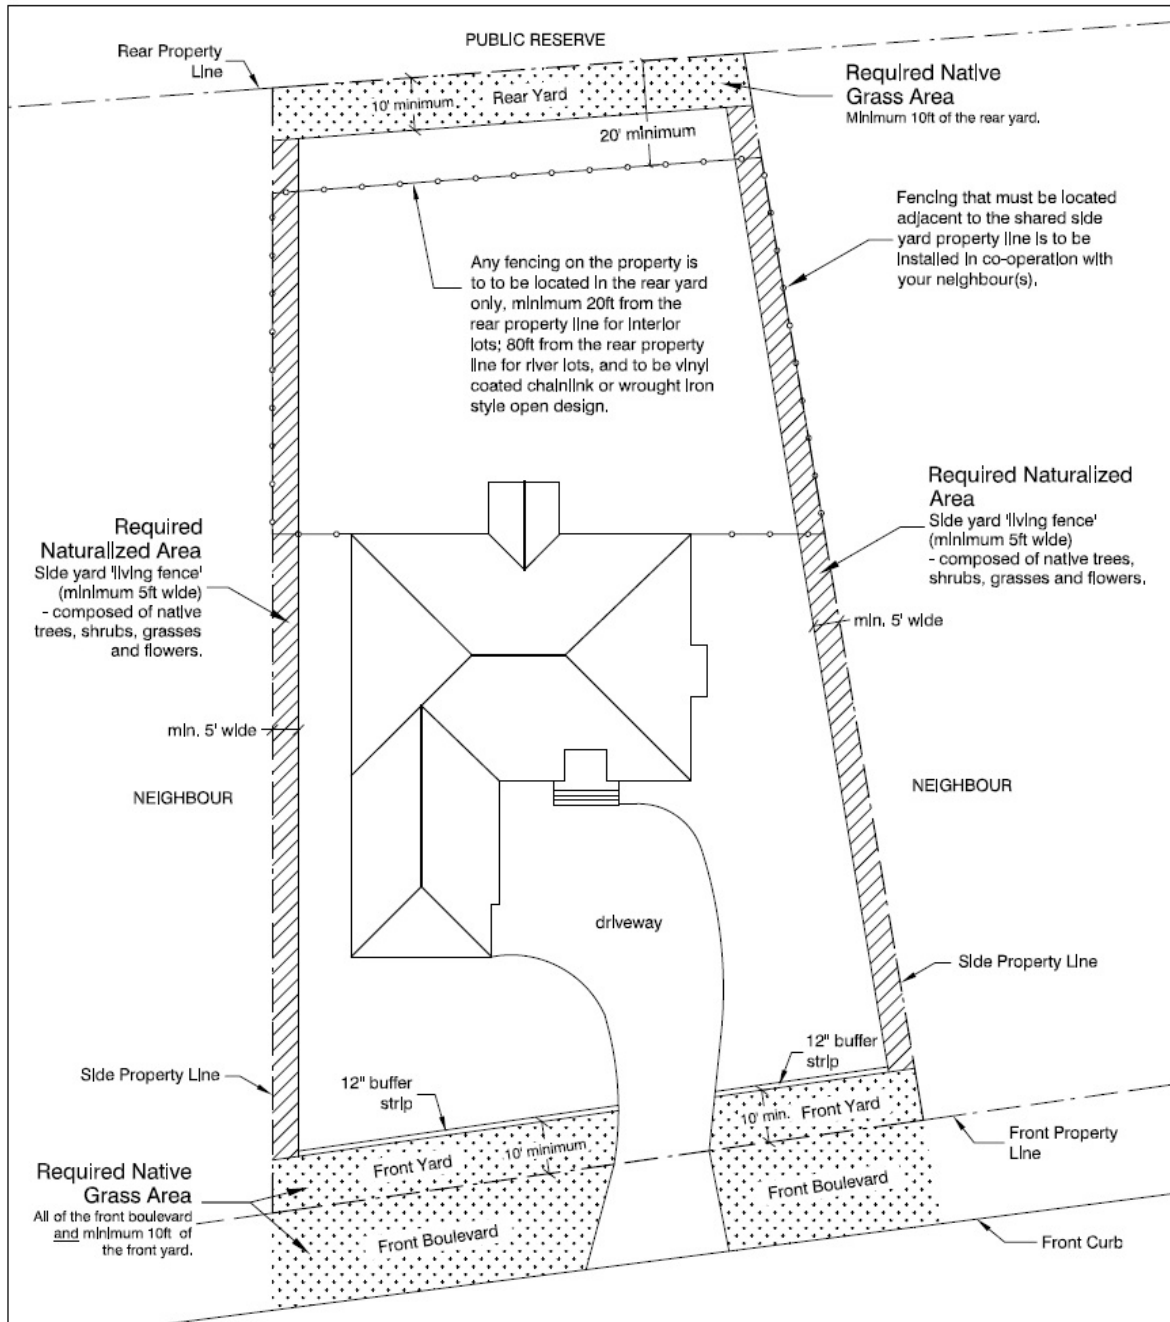 PUBLIC RESERVE
Rear Property
Line
Required Native
Grass Area
Minimum 10ft of the rear yard.
10' minimum
Rear Yard
20' minimum
Fencing that must be located
adjacent to the shared side
yard property line is to be
installed in co-operation with
your neighbour(s).
Any fencing on the property is
to to be located in the rear yard
only, minimum 20ft from the
rear property line for interior
lots; 80ft from the rear property
line for river lots, and to be vinyl
coated chainlink or wrought iron
style open design.
Required
Naturalized Area
Side yard 'living fence'
(minimum 5ft wide)
- composed of native
trees, shrubs, grasses
and flowers.
Required Naturalized
Area
Side yard 'living fence'
(minimum 5ft wide)
- composed of native trees,
shrubs, grasses and flowers.
min. 5' wide
min. 5' wide
NEIGHBOUR
NEIGHBOUR
driveway
Side Property Line
12" buffer
strip
Side Property Line
12" buffer
strip
10' min.
Front Yard
Front Property
Line
Front Yard
10' minimum
Required Native
Grass Area
All of the front boulevard
and minimum 10ft of
the front yard.
Front Boulevard
Front Boulevard
Front Curb